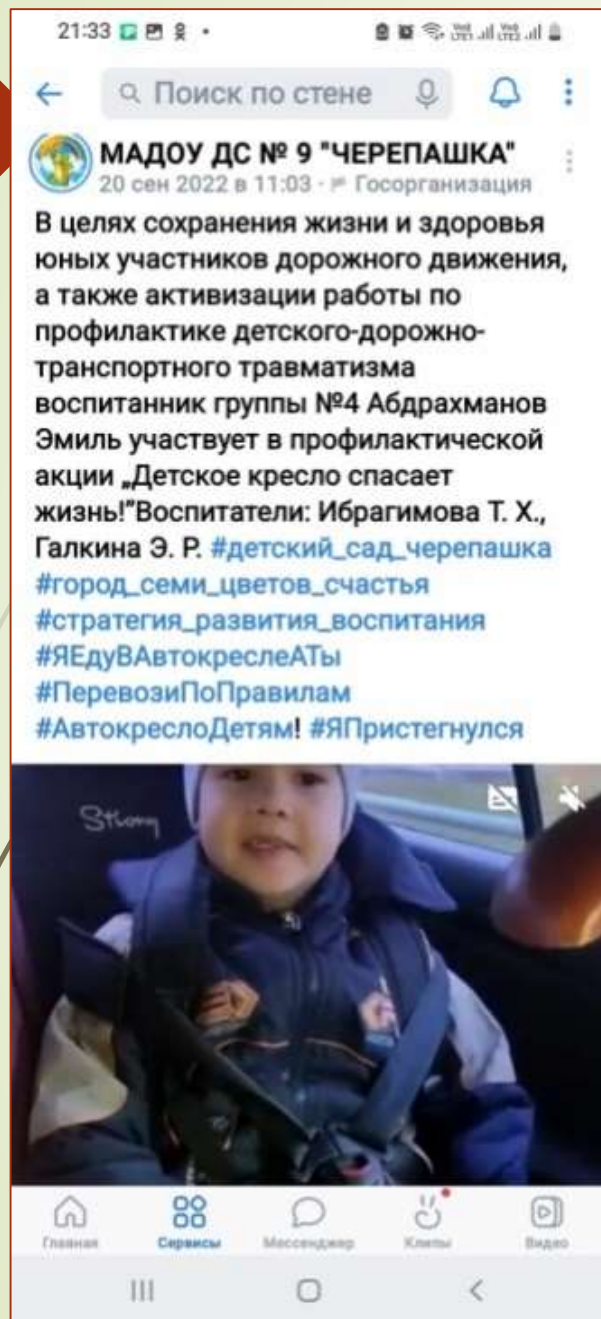 21:33
Поиск по стене
МАДОУ ДС № 9 "ЧЕРЕПАШКА"
20 сен 2022 в 11:03 · Госорганизация
В целях сохранения жизни и здоровья
юных участников дорожного движения,
а также активизации работы по
профилактике детского-дорожно-
транспортного травматизма
воспитанник группы №4 Абдрахманов
Эмиль участвует в профилактической
акции „Детское кресло спасает
жизнь!"Воспитатели: Ибрагимова Т. Х.,
Галкина Э. Р. #детский_сад_черепашка
#город_семи_цветов_счастья
#стратегия_развития_воспитания
#ЯЕдуВАвтокреслеАТы
#ПеревозиПоПравилам
#АвтокреслоДетям! #ЯПристегнулся
Strong
Главная Сервисы Мессенджер Клипы Видео